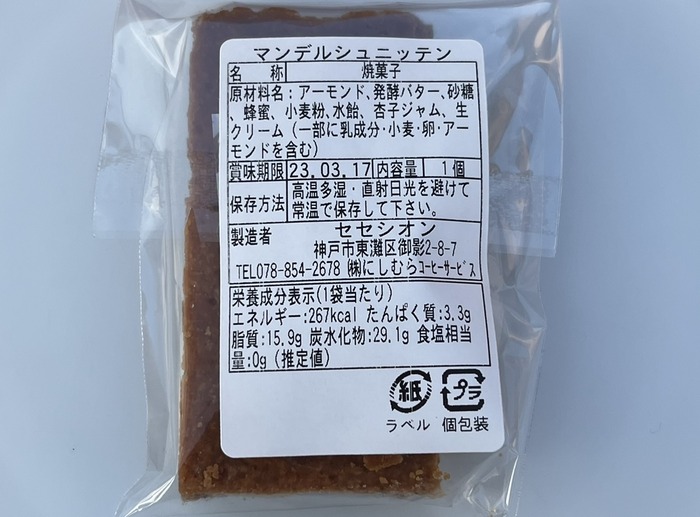 マンデルシュニッテン
名　称 焼菓子
原材料名：アーモンド、発酵バター、砂糖
、蜂蜜、小麦粉、水飴、杏子ジャム、生
クリーム（一部に乳成分・小麦・卵・アー
モンドを含む）
賞味期限 23.03.17 内容量 1個
保存方法 高温多湿・直射日光を避けて
常温で保存して下さい。
製造者 セセシオン
神戸市東灘区御影2-8-7
TEL078-854-2678 ㈱にしむらコーヒーサービス
栄養成分表示(1袋当たり)
エネルギー:267kcal たんぱく質:3.3g
脂質:15.9g 炭水化物:29.1g 食塩相当
量:0g (推定値)
紙 プラ
ラベル 個包装